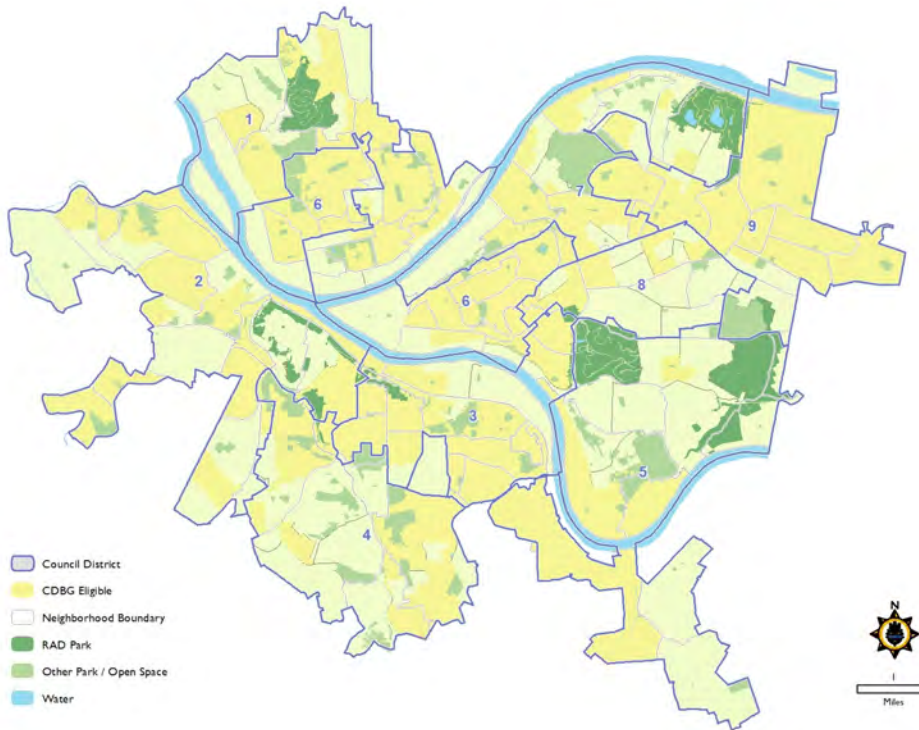 1
7
6
9
2
8
6
3
5
4
Council District
CDBG Eligible
Neighborhood Boundary
RAD Park
Other Park / Open Space
Water
N
1
Miles